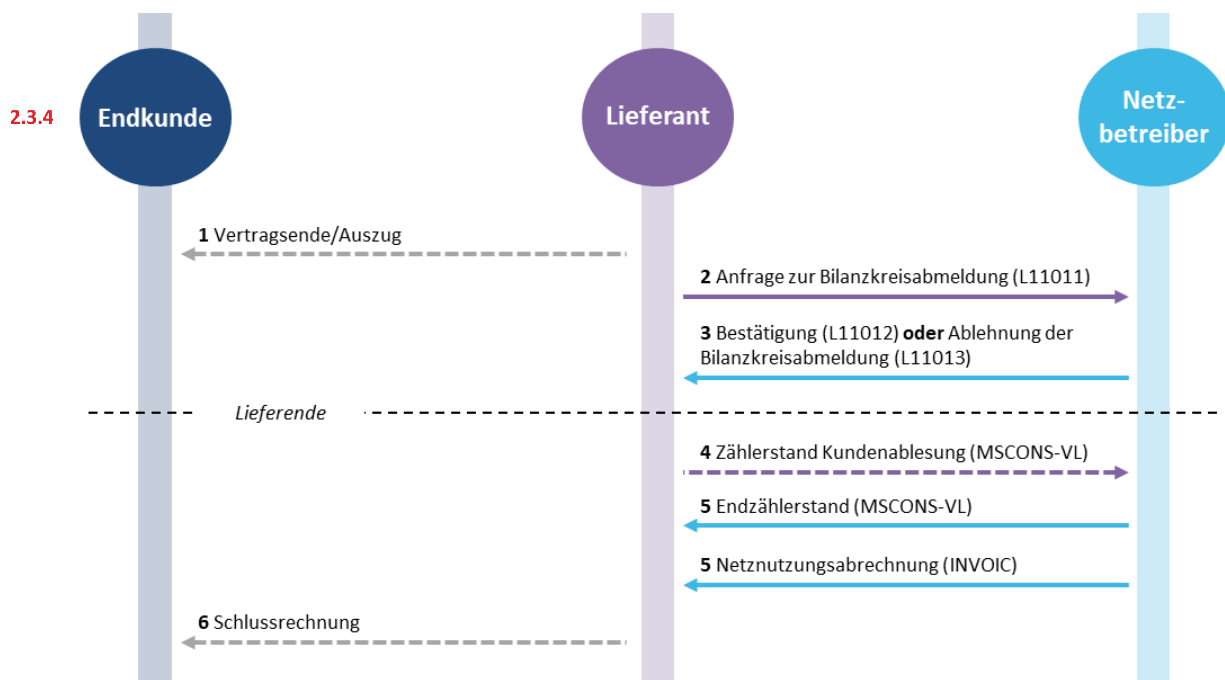 2.3.4
Endkunde
Lieferant
Netz-
betreiber
1 Vertragsende/Auszug
2 Anfrage zur Bilanzkreisabmeldung (L11011)
3 Bestätigung (L11012) oder Ablehnung der
Bilanzkreisabmeldung (L11013)
Lieferende
4 Zählerstand Kundenablesung (MSCONS-VL)
5 Endzählerstand (MSCONS-VL)
5 Netznutzungsabrechnung (INVOIC)
6 Schlussrechnung